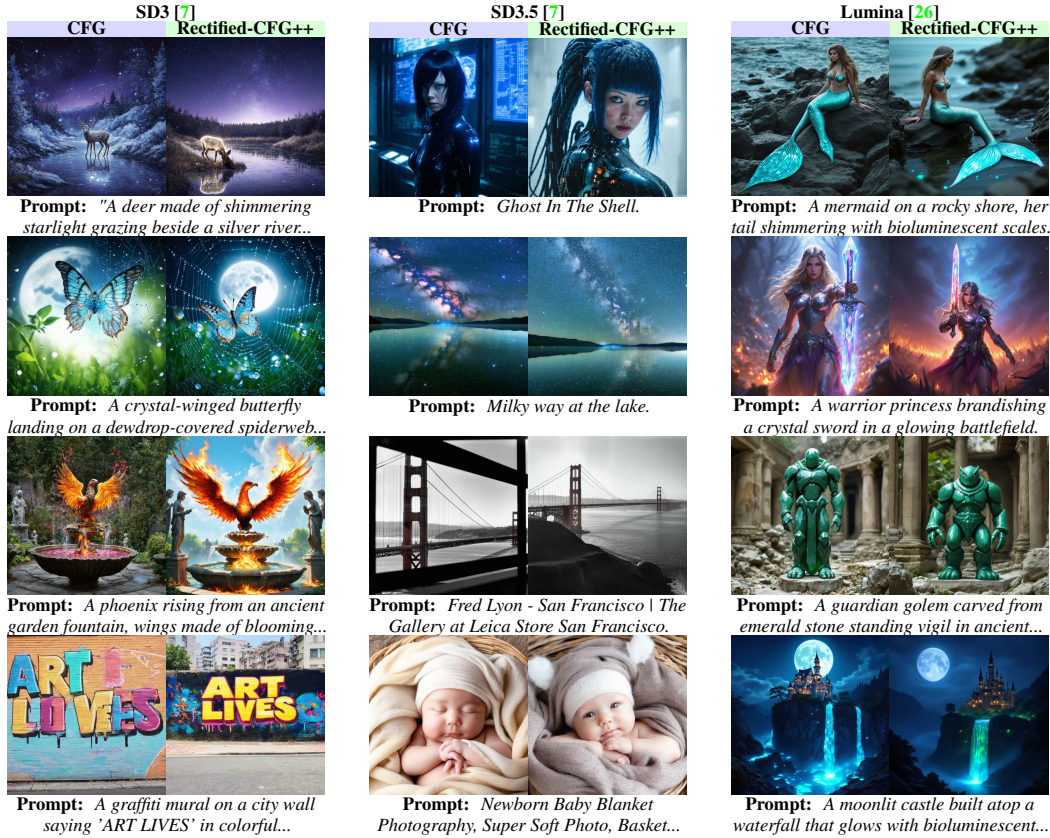 SD3 [7]
CFG Rectified-CFG++
Prompt: "A deer made of shimmering
starlight grazing beside a silver river...
Prompt: A crystal-winged butterfly
landing on a dewdrop-covered spiderweb...
Prompt: A phoenix rising from an ancient
garden fountain, wings made of blooming...
ART
LOVEIS
ART
LIVES
Prompt: A graffiti mural on a city wall
saying 'ART LIVES' in colorful...
SD3.5 [7]
CFG Rectified-CFG++
Prompt: Ghost In The Shell.
Prompt: Milky way at the lake.
Prompt: Fred Lyon - San Francisco | The
Gallery at Leica Store San Francisco.
Prompt: Newborn Baby Blanket
Photography, Super Soft Photo, Basket...
Lumina [26]
CFG Rectified-CFG++
Prompt: A mermaid on a rocky shore, her
tail shimmering with bioluminescent scales.
Prompt: A warrior princess brandishing
a crystal sword in a glowing battlefield.
Prompt: A guardian golem carved from
emerald stone standing vigil in ancient...
Prompt: A moonlit castle built atop a
waterfall that glows with bioluminescent...